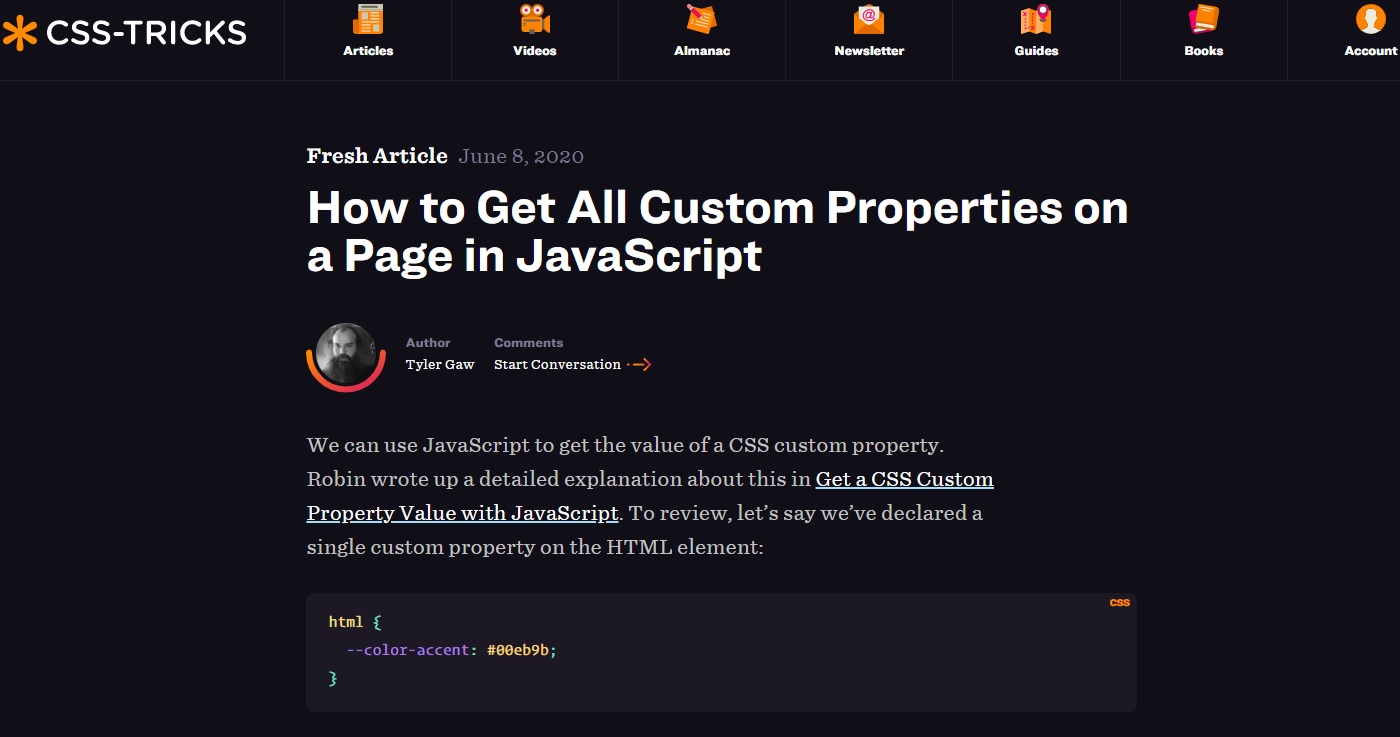 CSS-TRICKS
Articles
Videos
Almanac
@
Newsletter
Guides
Books
Account
Fresh Article June 8, 2020
How to Get All Custom Properties on
a Page in JavaScript
Author
Tyler Gaw
Comments
Start Conversation
We can use JavaScript to get the value of a CSS custom property.
Robin wrote up a detailed explanation about this in Get a CSS Custom
Property Value with JavaScript. To review, let’s say we’ve declared a
single custom property on the HTML element:
CSS
html {
  --color-accent: #00eb9b;
}